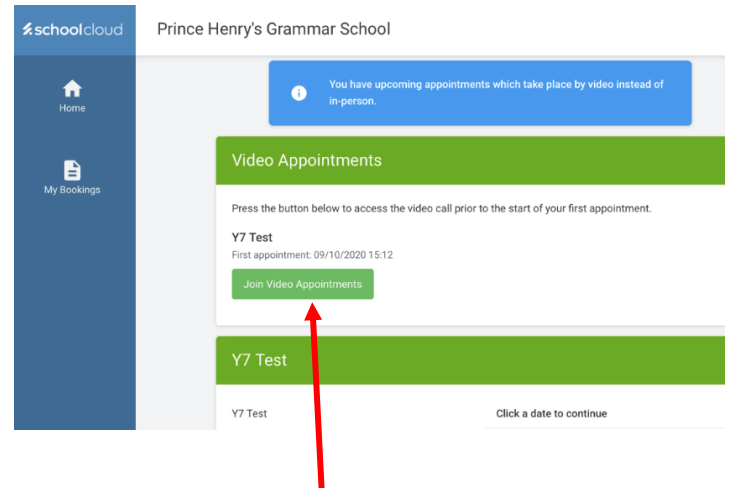 schoolcloud
Prince Henry's Grammar School
Home
My Bookings
You have upcoming appointments which take place by video instead of
in-person.
Video Appointments
Press the button below to access the video call prior to the start of your first appointment.
Y7 Test
First appointment: 09/10/2020 15:12
Join Video Appointments
Y7 Test
Y7 Test
Click a date to continue